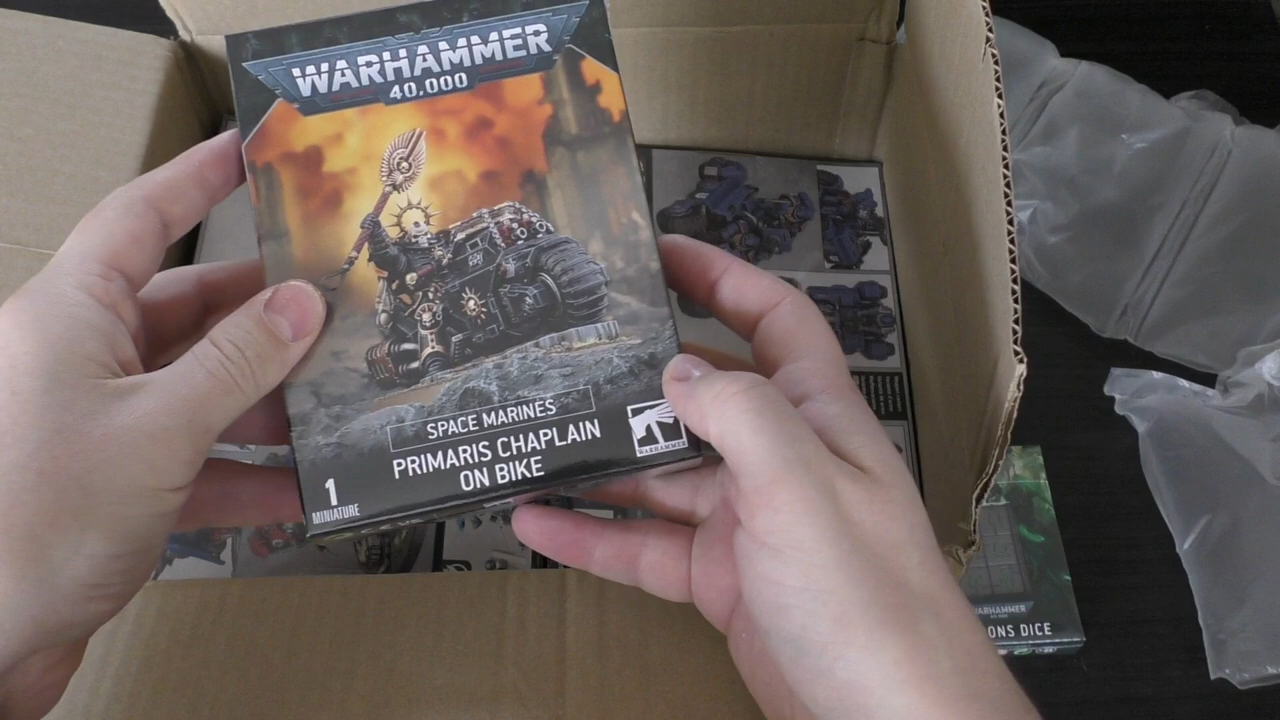 WARHAMMER
40,000
SPACE MARINES
PRIMARIS CHAPLAIN
ON BIKE
1
MINIATURE
WARHAMMER
WARHAMMER
ONS DICE